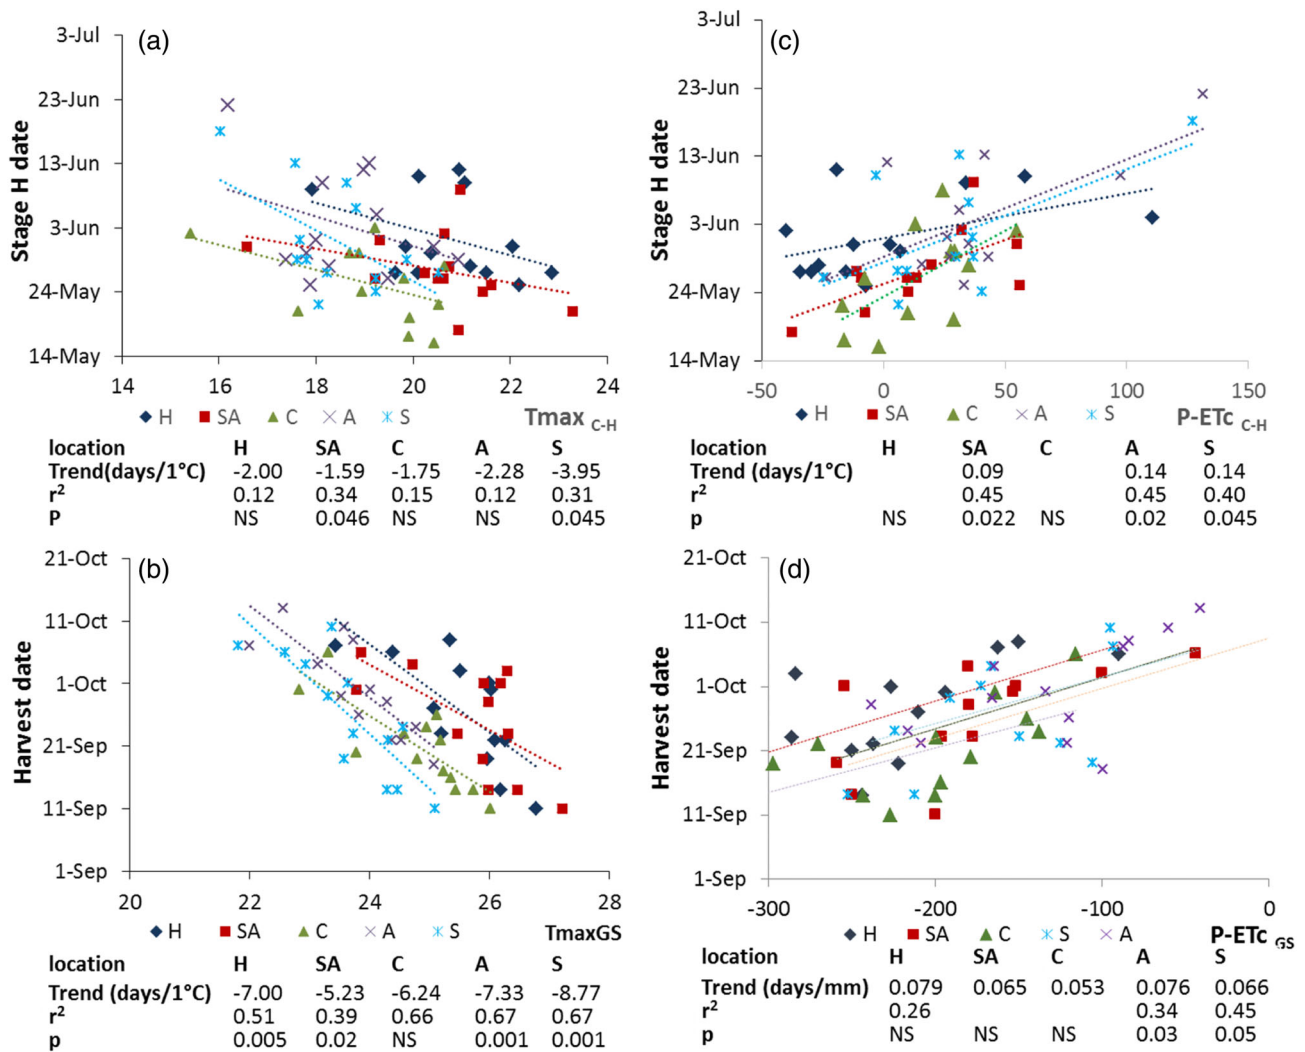 (a)
Stage H date
3-Jul
23-Jun
13-Jun
3-Jun
24-May
14-May
14 16 18 20 22 24
H SA C A S Tmax C-H
location H SA C A S
Trend(days/1°C) -2.00 -1.59 -1.75 -2.28 -3.95
r2 0.12 0.34 0.15 0.12 0.31
P NS 0.046 NS NS 0.045
(c)
Stage H date
3-Jul
23-Jun
13-Jun
3-Jun
24-May
14-May
-50 0 50 100 150
H SA C A S P-ETc C-H
location H SA C A S
Trend (days/1°C) 0.09 0.14 0.14
r2 0.45 0.45 0.40
p NS 0.022 NS 0.02 0.045
(b)
Harvest date
21-Oct
11-Oct
1-Oct
21-Sep
11-Sep
1-Sep
20 22 24 26 28
H SA C A S TmaxGS
location H SA C A S
Trend (days/1°C) -7.00 -5.23 -6.24 -7.33 -8.77
r2 0.51 0.39 0.66 0.67 0.67
p 0.005 0.02 NS 0.001 0.001
(d)
Harvest date
21-Oct
11-Oct
1-Oct
21-Sep
11-Sep
1-Sep
-300 -200 -100 0
H SA C S A P-ETc GS
location H SA C A S
Trend (days/mm) 0.079 0.065 0.053 0.076 0.066
r2 0.26 0.34 0.45
p NS NS NS 0.03 0.05